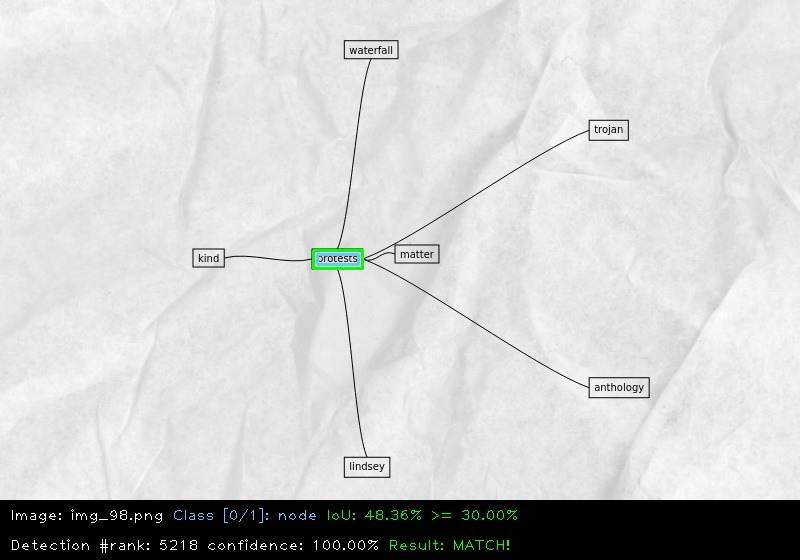 waterfall
trojan
kind
protests
matter
anthology
lindsey
Image: img_98.png Class [0/1]: node IoU: 48.36% >= 30.00%
Detection #rank: 5218 confidence: 100.00% Result: MATCH!